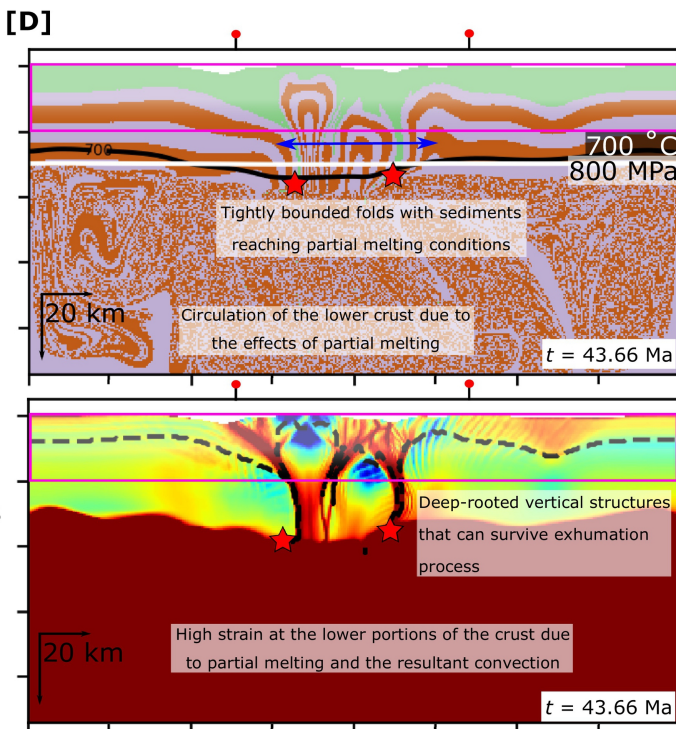 [D]
700
700 °C
800 MPa
Tightly bounded folds with sediments
reaching partial melting conditions
20 km
Circulation of the lower crust due to
the effects of partial melting
t = 43.66 Ma
Deep-rooted vertical structures
that can survive exhumation
process
20 km
High strain at the lower portions of the crust due
to partial melting and the resultant convection
t = 43.66 Ma